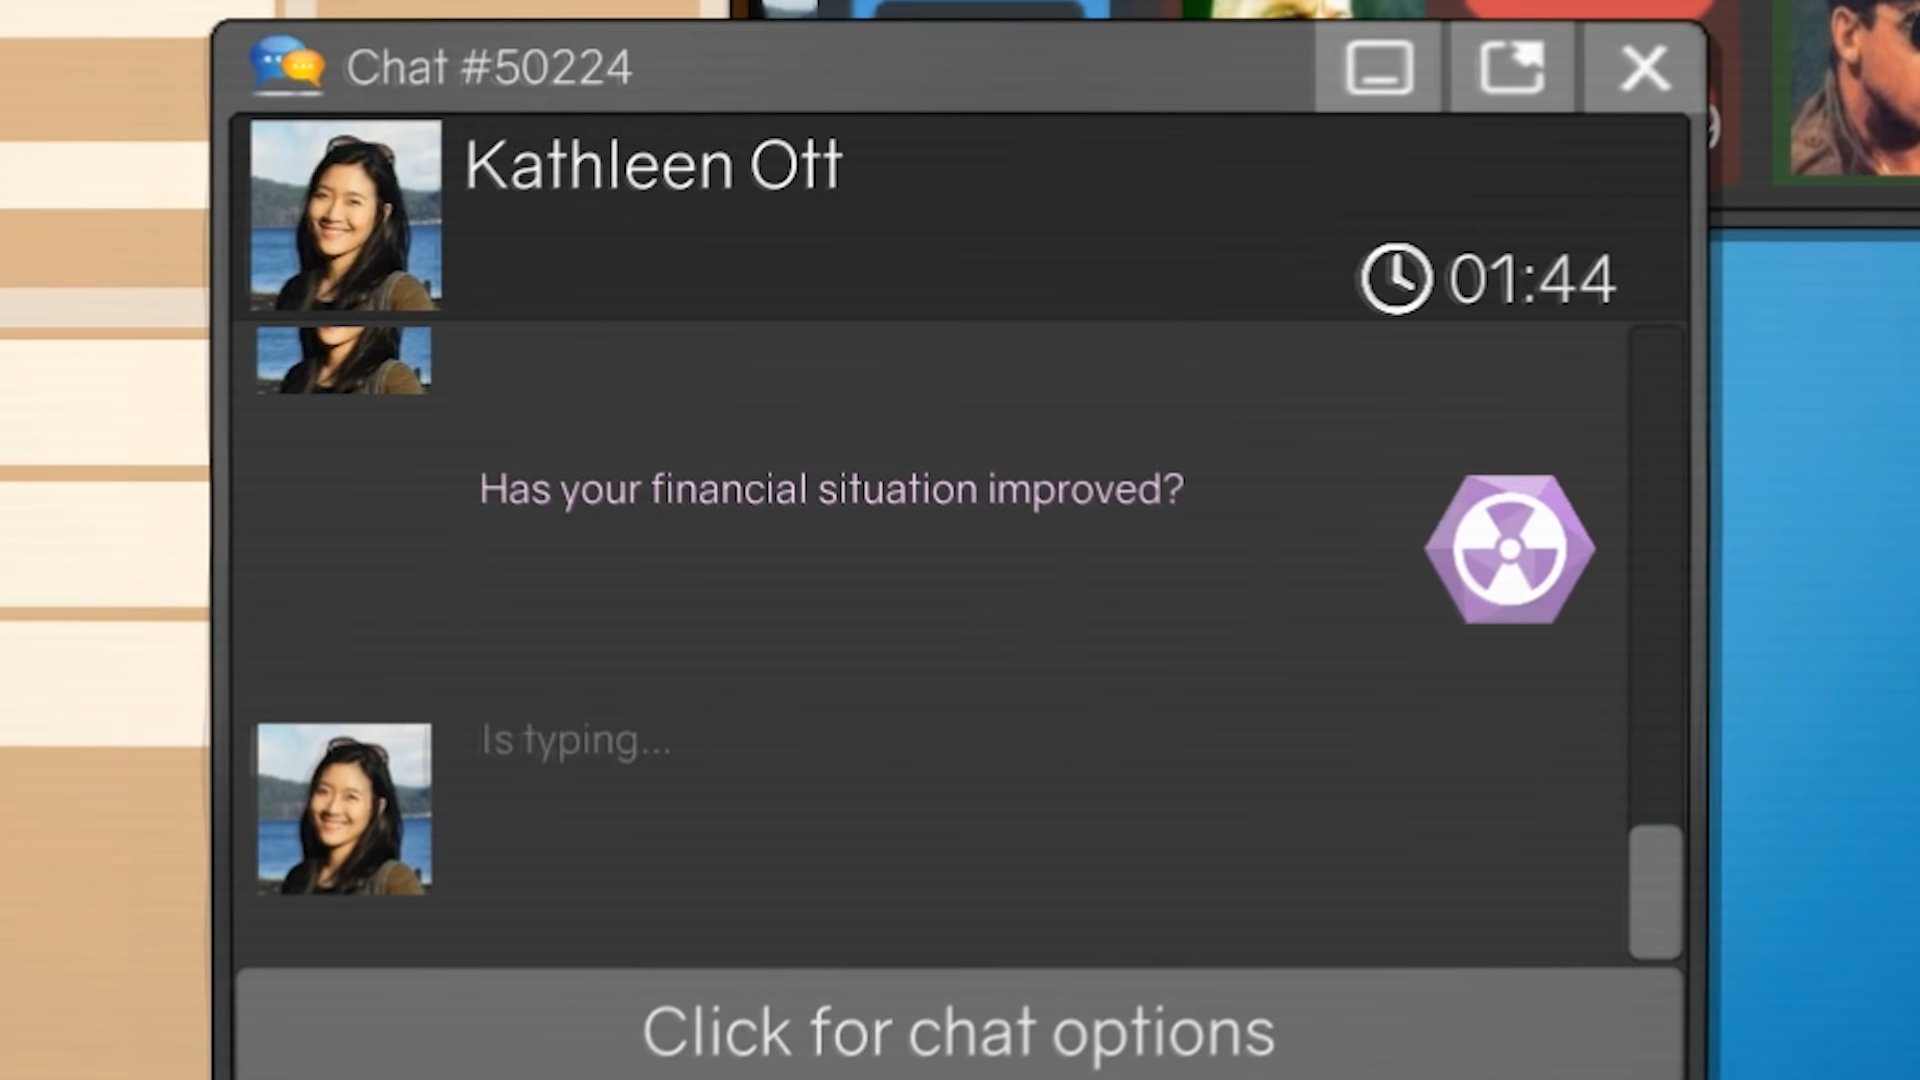 Chat #50224
Kathleen Ott
01:44
Has your financial situation improved?
Is typing...
Click for chat options